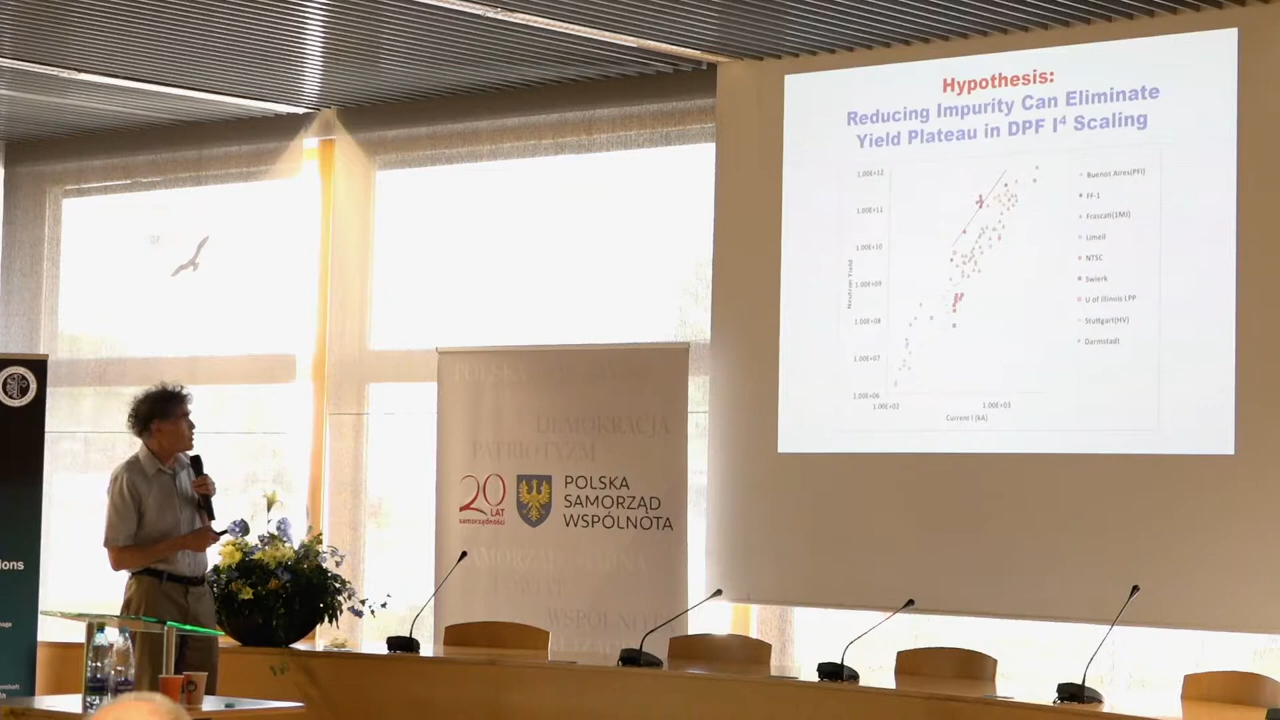 Hypothesis:
Reducing Impurity Can Eliminate
Yield Plateau in DPF I⁴ Scaling
1.00E+12
1.00E+11
1.00E+10
1.00E+09
1.00E+08
1.00E+07
1.00E+06
Neutron Yield
1.00E+02
1.00E+03
Current I (kA)
Buenos Aires(PFI)
FF-1
Frascati(1MJ)
Limeil
NTSC
Swierk
U of Illinois LPP
Stuttgart(HV)
Darmstadt
POLSKA
DEMOKRACJA
PATRIOTYZM
20
LAT
samorządności
POLSKA
SAMORZĄD
WSPÓLNOTA